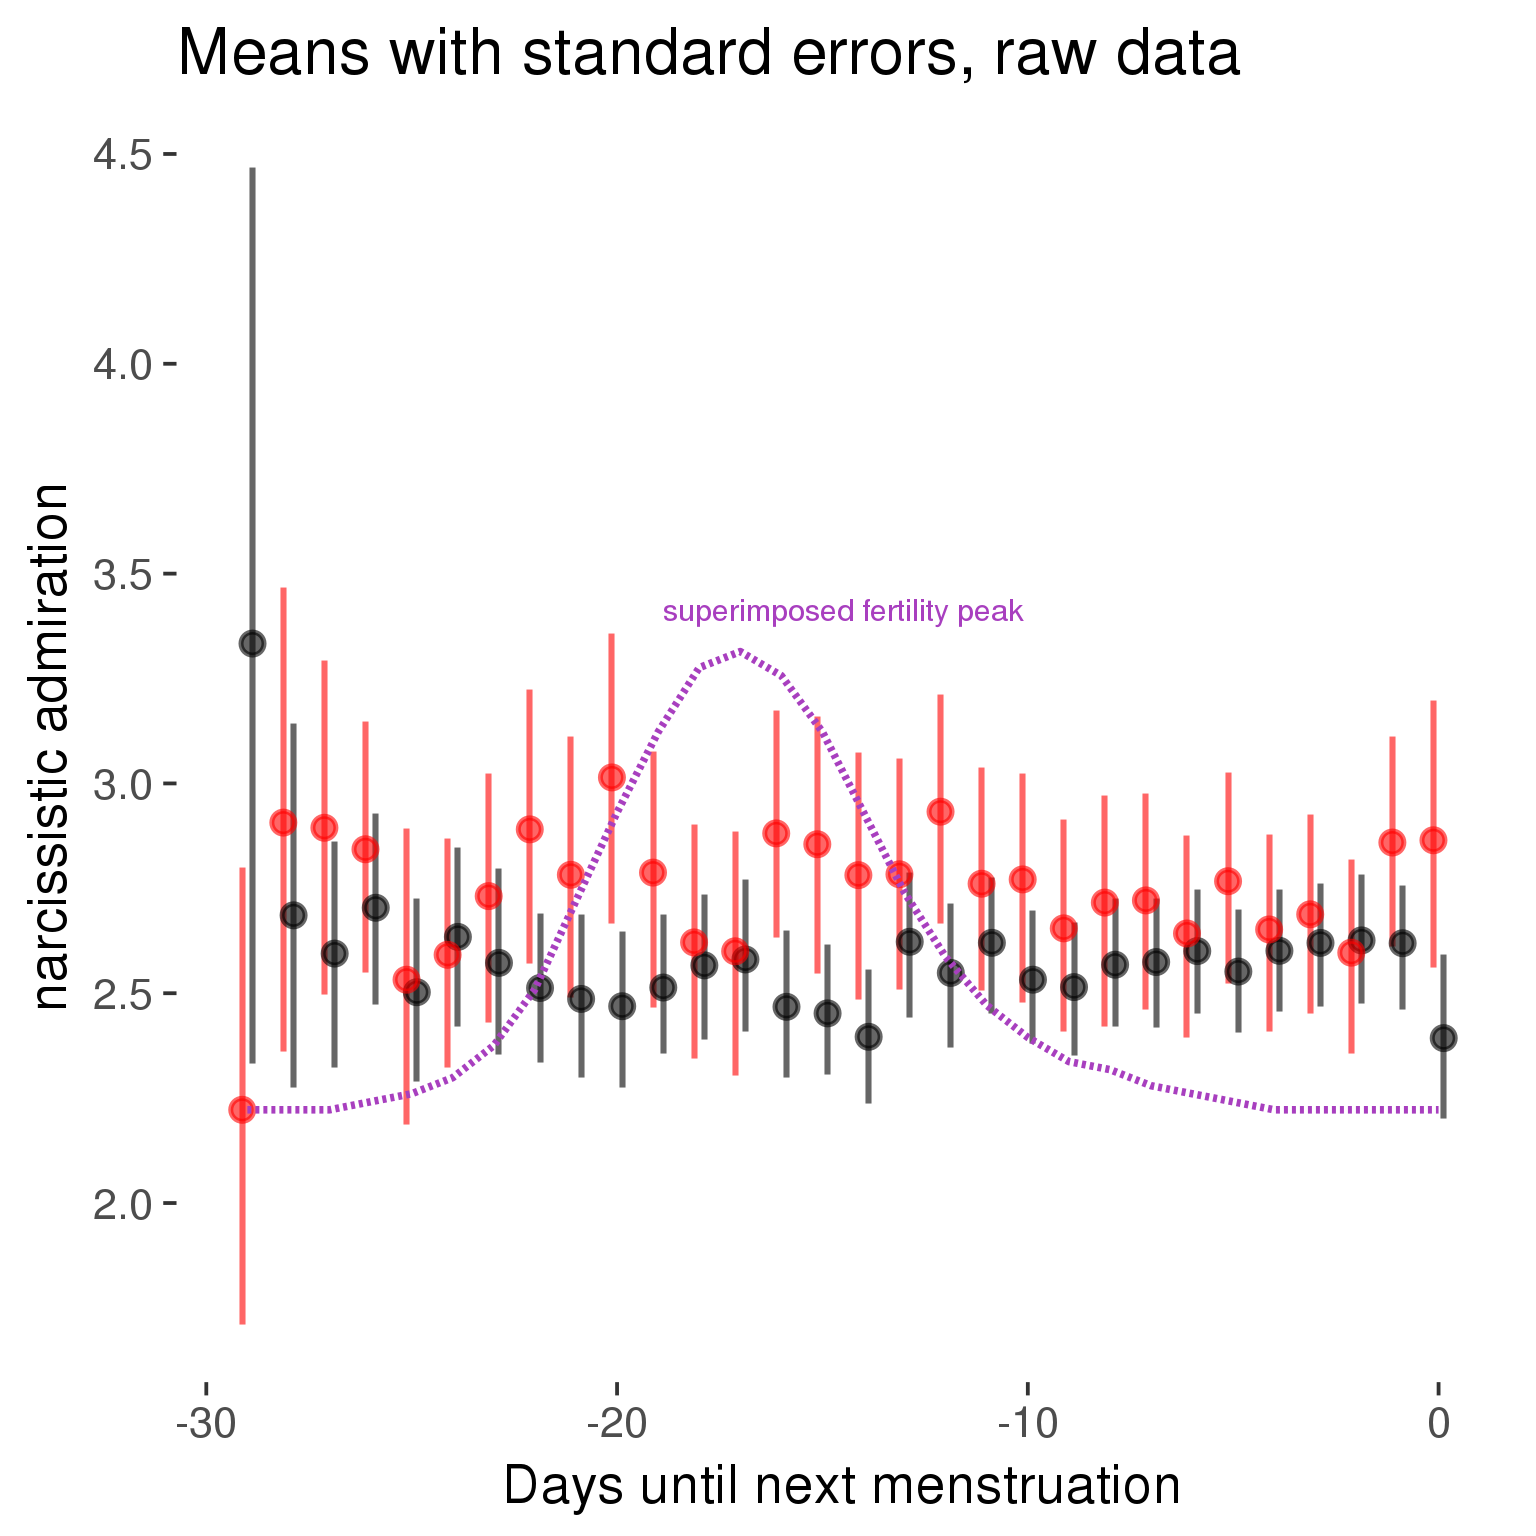 Means with standard errors, raw data
4.5
4.0
3.5
3.0
2.5
2.0
narcissistic admiration
superimposed fertility peak
-30
-20
-10
0
Days until next menstruation